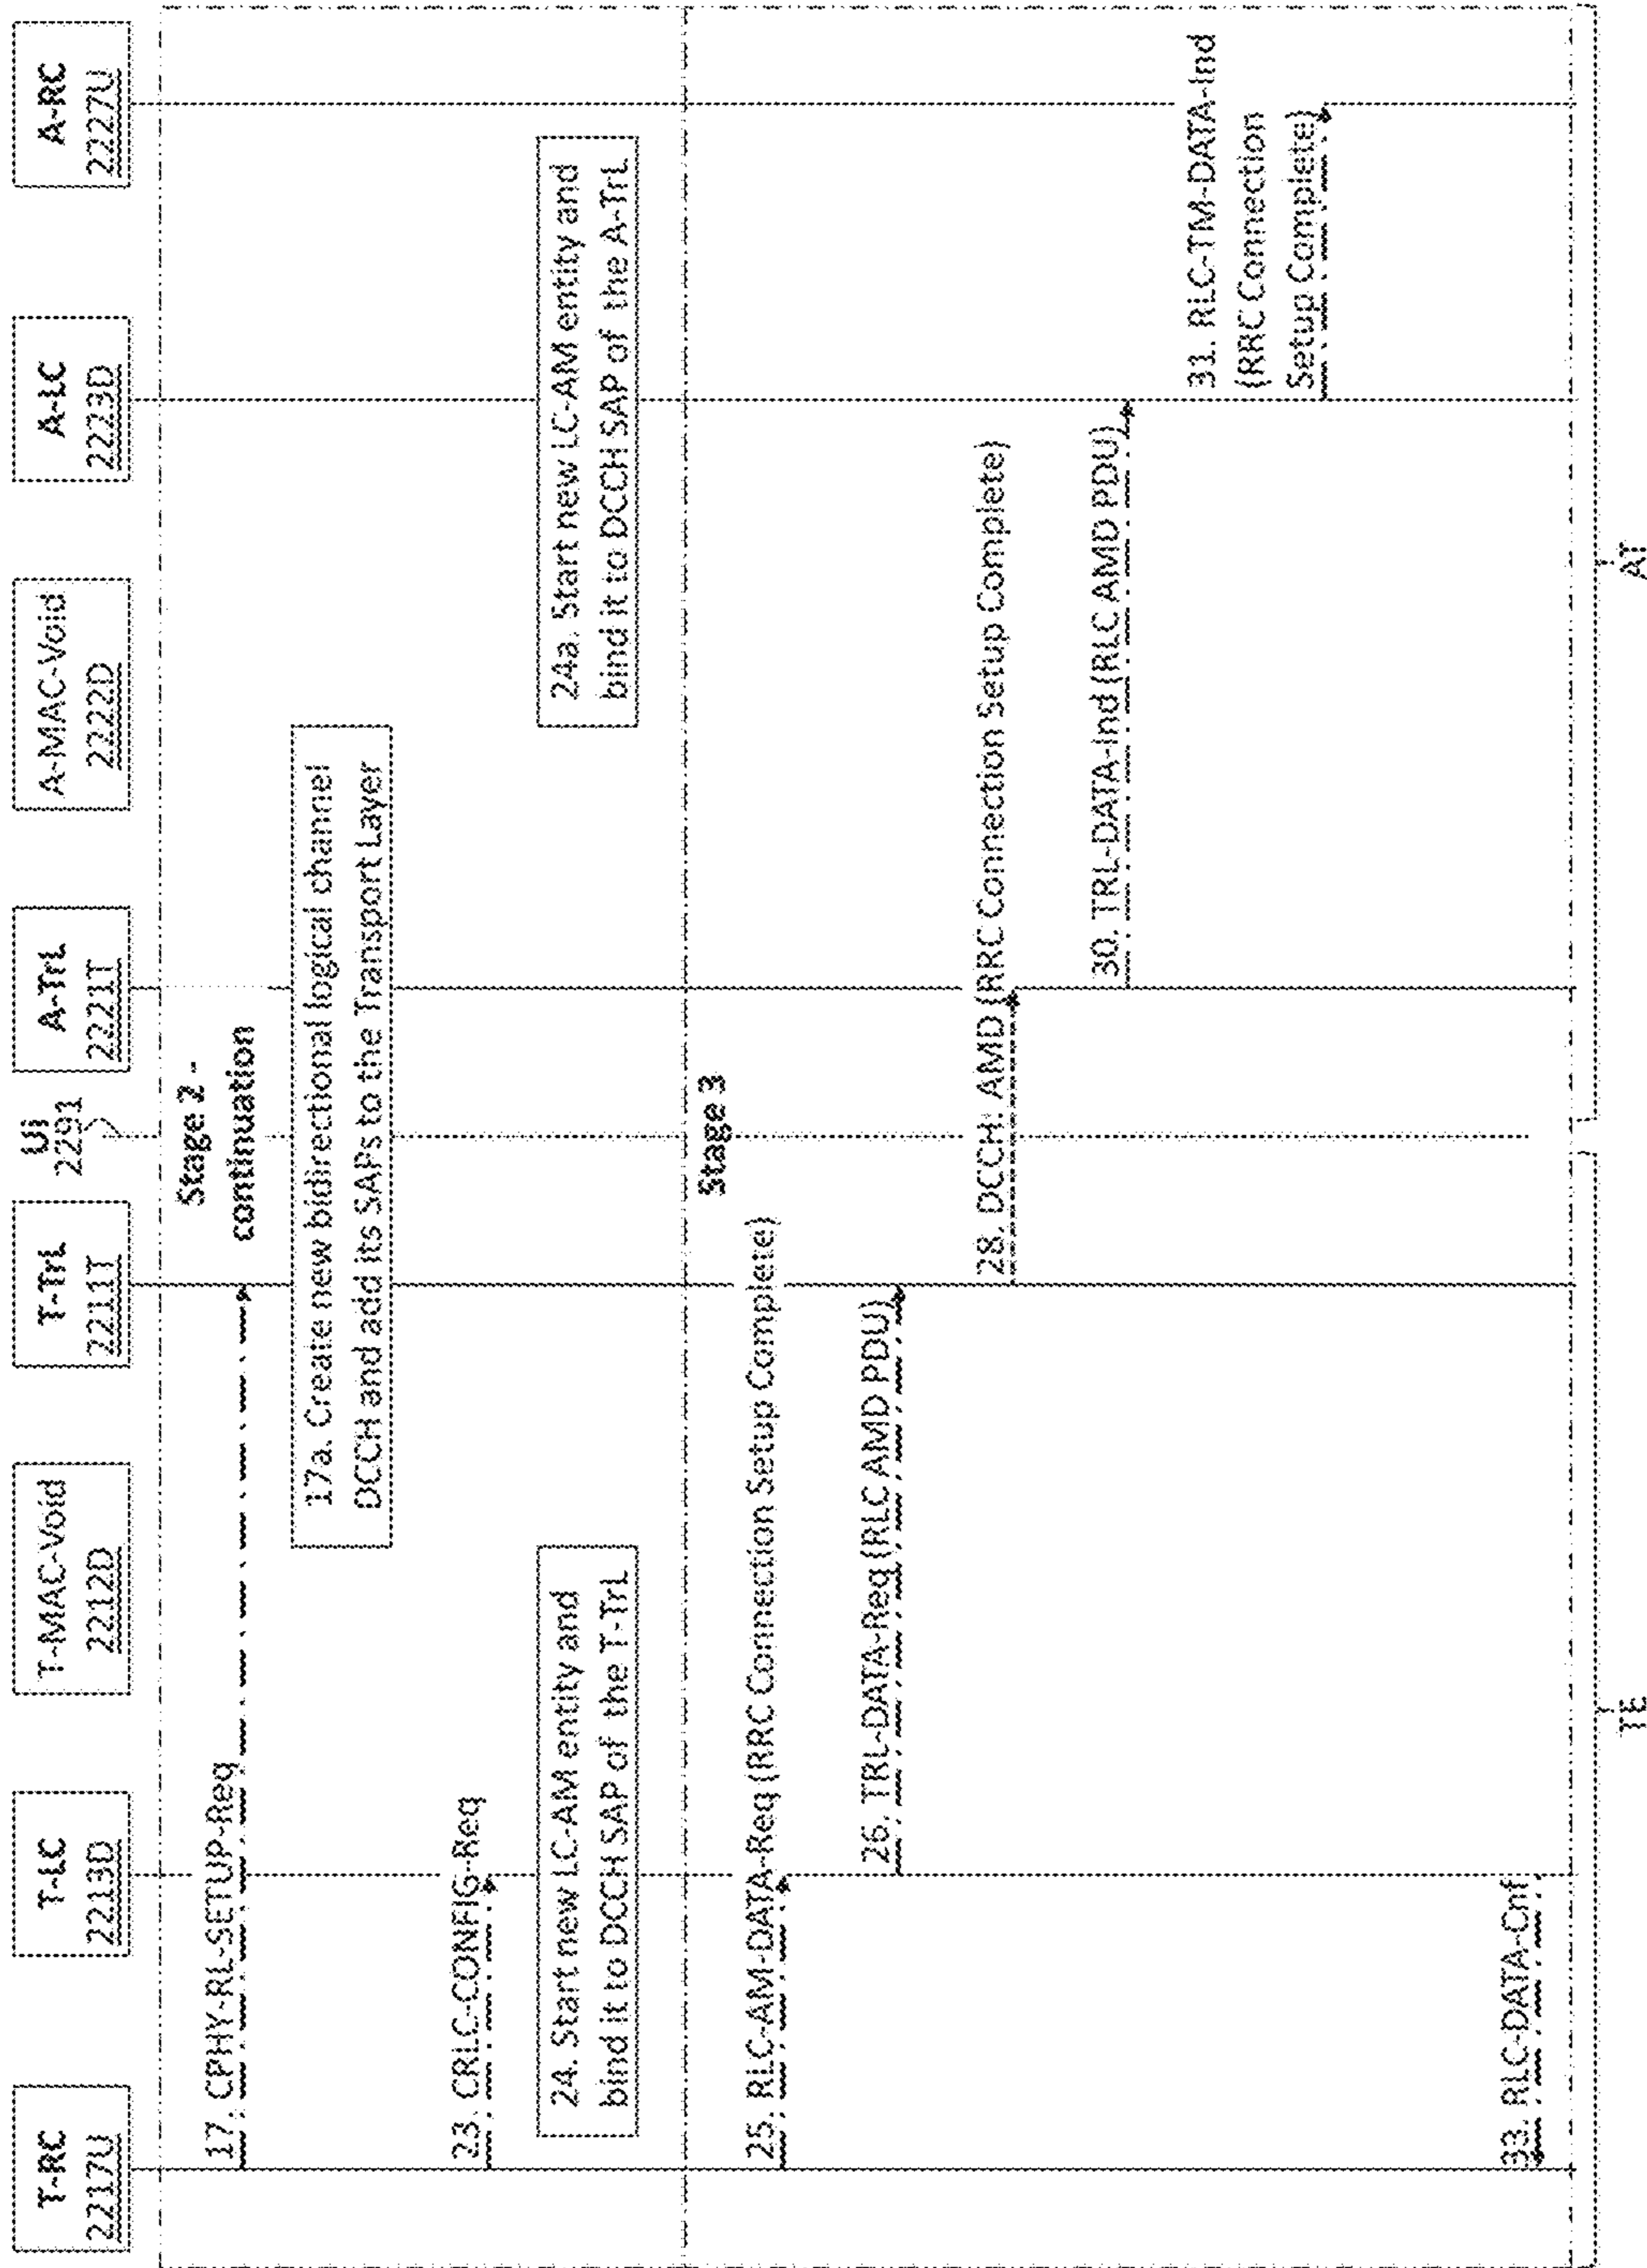 T-RC
2217U
T-LC
2213D
T-MAC-Void
2212D
T-TrL
2211T
Ui
2291
A-TrL
2221T
A-MAC-Void
2222D
A-LC
2223D
A-RC
2227U
Stage 2 -
continuation
17. CPHY-RL-SETUP-Req
17a. Create new bidirectional logical channel
DCCH and add its SAPs to the Transport Layer
23. CRLC-CONFIG-Req
24. Start new LC-AM entity and
bind it to DCCH SAP of the T-TrL
24a. Start new LC-AM entity and
bind it to DCCH SAP of the A-TrL
Stage 3
25. RLC-AM-DATA-Req (RRC Connection Setup Complete)
26. TRL-DATA-Req (RLC AMD PDU)
28. DCCH: AMD (RRC Connection Setup Complete)
30. TRL-DATA-Ind (RLC AMD PDU)
31. RLC-TM-DATA-Ind
(RRC Connection
Setup Complete)
33. RLC-DATA-Cnf
TE
AT